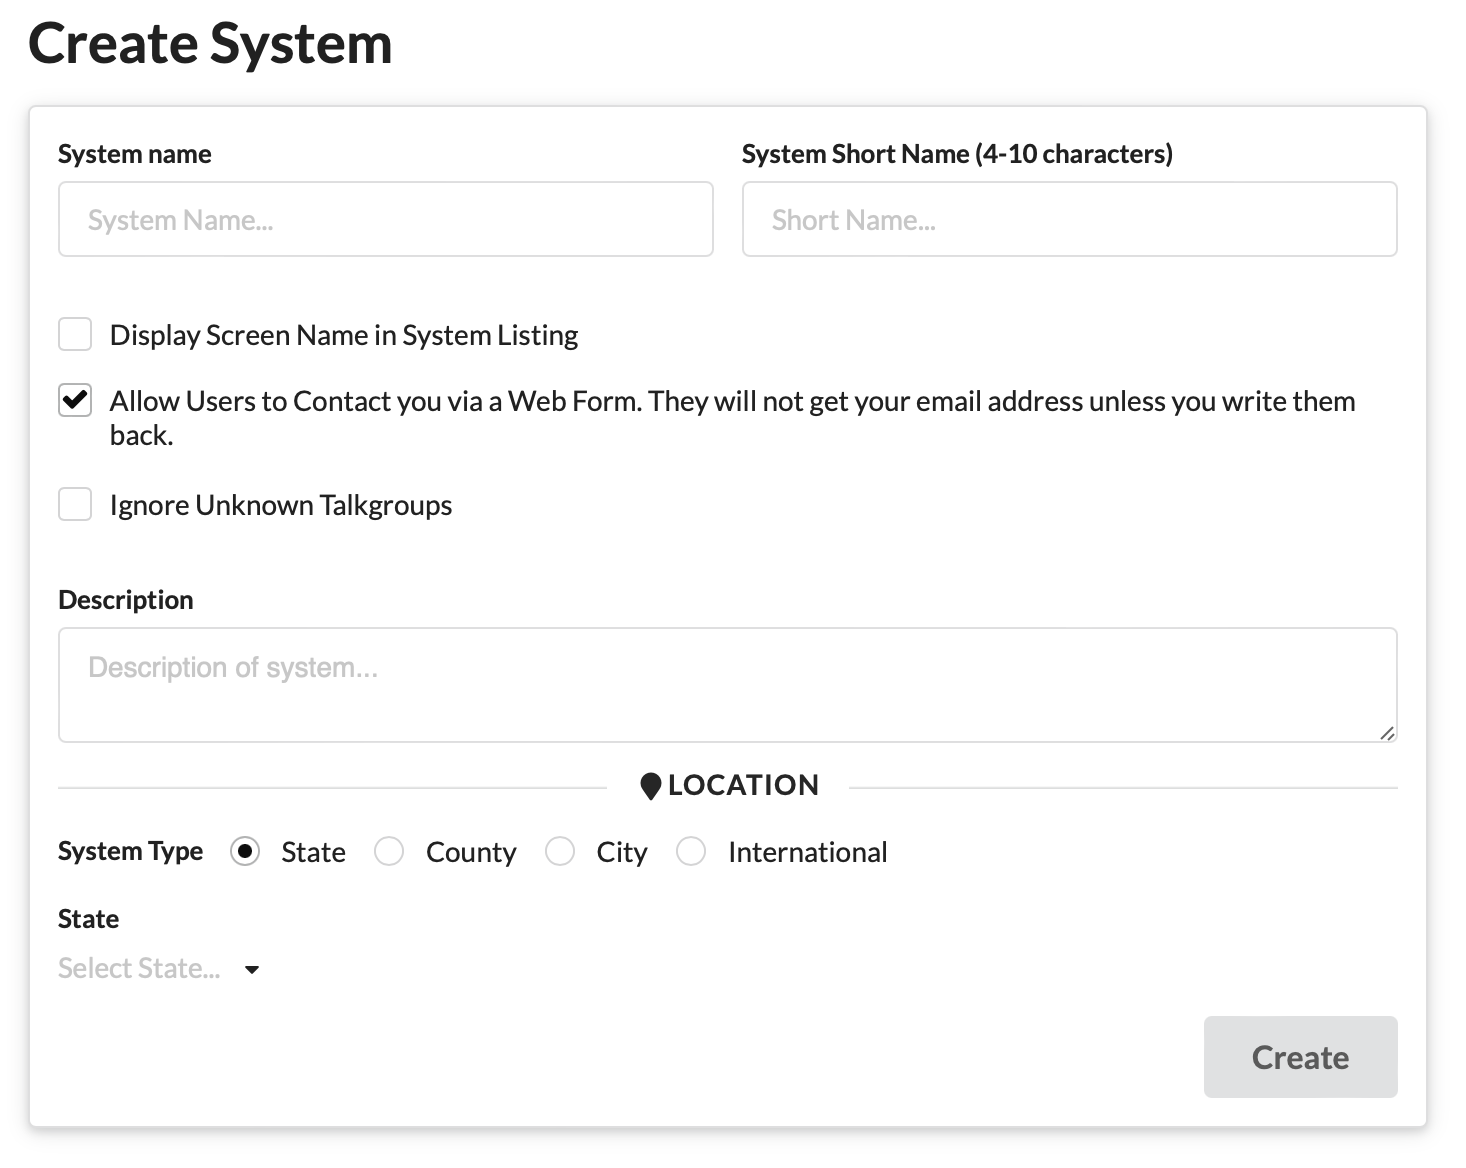 Create System
System name
System Short Name (4-10 characters)
System Name...
Short Name...
Display Screen Name in System Listing
Allow Users to Contact you via a Web Form. They will not get your email address unless you write them
back.
Ignore Unknown Talkgroups
Description
Description of system...
LOCATION
System Type State County City International
State
Select State...
Create